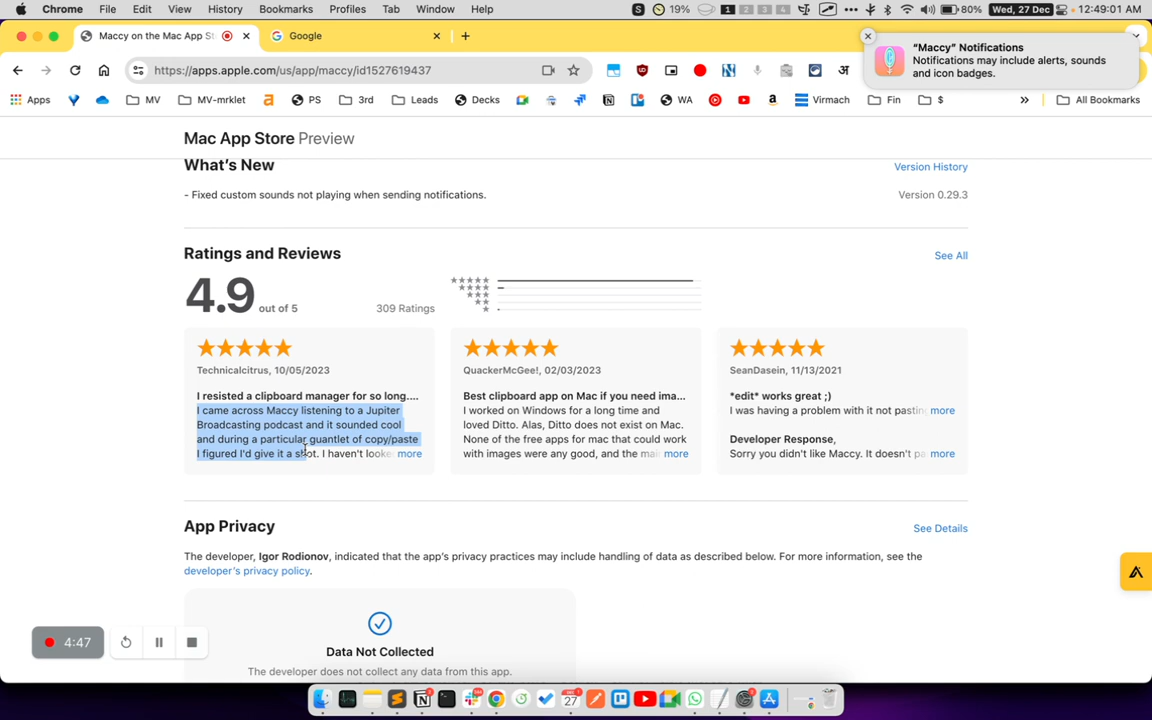 Chrome File Edit View History Bookmarks Profiles Tab Window Help
S 19% 1 2 3 4 80% Wed, 27 Dec 12:49:01 AM
Maccy on the Mac App St
Google
https://apps.apple.com/us/app/maccy/id1527619437
अ
"Maccy" Notifications
Notifications may include alerts, sounds
and icon badges.
Apps MV MV-mrklet PS 3rd Leads Decks WA Virmach Fin $ » All Bookmarks
Mac App Store Preview
What's New
Version History
- Fixed custom sounds not playing when sending notifications.
Version 0.29.3
Ratings and Reviews
See All
4.9 out of 5
309 Ratings
Technicalcitrus, 10/05/2023
I resisted a clipboard manager for so long....
I came across Maccy listening to a Jupiter
Broadcasting podcast and it sounded cool
and during a particular guantlet of copy/paste
I figured I'd give it a shot. I haven't looke more
QuackerMcGee!, 02/03/2023
Best clipboard app on Mac if you need ima...
I worked on Windows for a long time and
loved Ditto. Alas, Ditto does not exist on Mac.
None of the free apps for mac that could work
with images were any good, and the mai more
SeanDasein, 11/13/2021
*edit* works great ;)
I was having a problem with it not pasting more
Developer Response,
Sorry you didn't like Maccy. It doesn't pa more
App Privacy
See Details
The developer, Igor Rodionov, indicated that the app's privacy practices may include handling of data as described below. For more information, see the
developer's privacy policy.
4:47
Data Not Collected
The developer does not collect any data from this app.
DEC
27